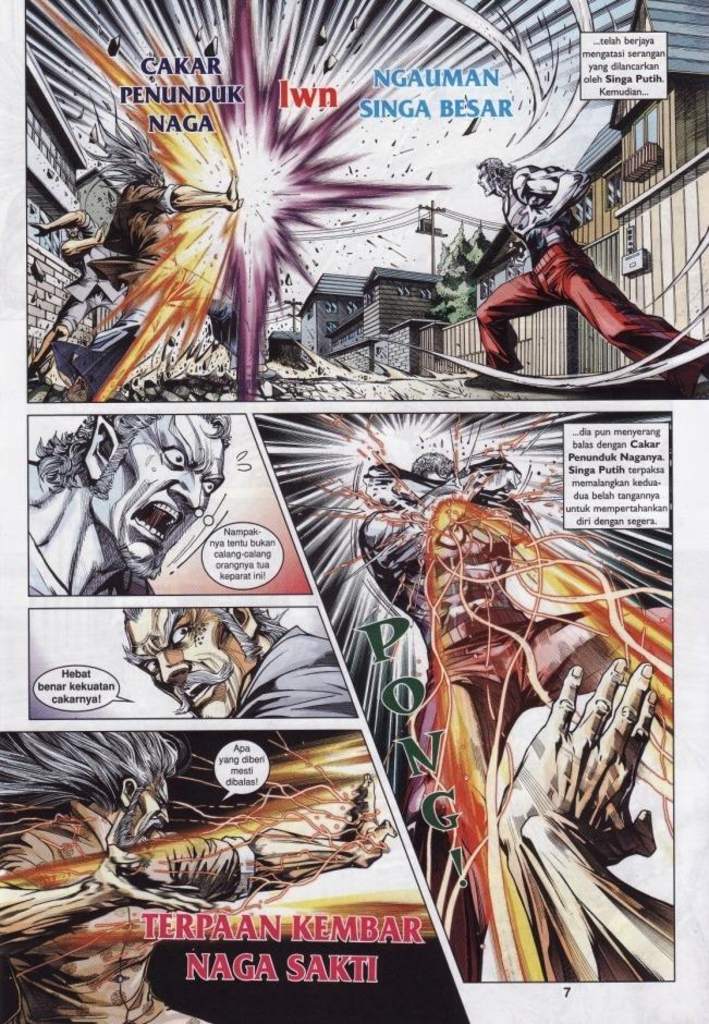 CAKAR
PENUNDUK
NAGA
lwn
NGAUMAN
SINGA BESAR
...telah berjaya
mengatasi serangan
yang dilancarkan
oleh Singa Putih.
Kemudian...
Nampak-
nya tentu bukan
calang-calang
orangnya tua
keparat ini!
...dia pun menyerang
balas dengan Cakar
Penunduk Naganya.
Singa Putih terpaksa
memalangkan kedua-
dua belah tangannya
untuk mempertahankan
diri dengan segera.
PONG!
Hebat
benar kekuatan
cakarnya!
Apa
yang diberi
mesti
dibalas!
TERPAAN KEMBAR
NAGA SAKTI
7